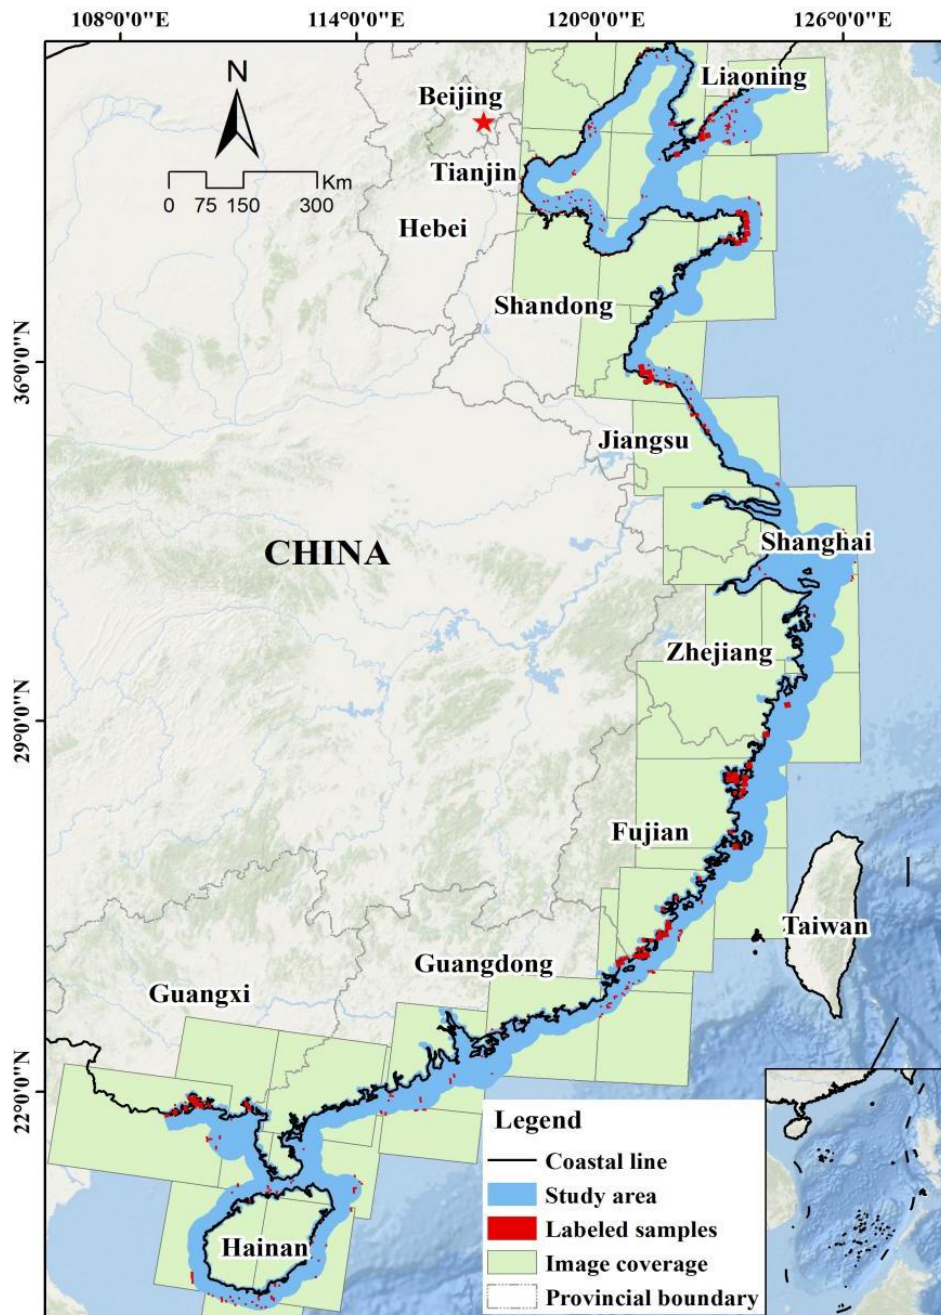 108°0'0"E
114°0'0"E
120°0'0"E
126°0'0"E
N
Liaoning
Beijing
Tianjin
Km
0 75 150 300
Hebei
Shandong
36°0'0"N
Jiangsu
CHINA
Shanghai
Zhejiang
29°0'0"N
Fujian
Taiwan
Guangdong
Guangxi
22°0'0"N
Hainan
Legend
Coastal line
Study area
Labeled samples
Image coverage
Provincial boundary